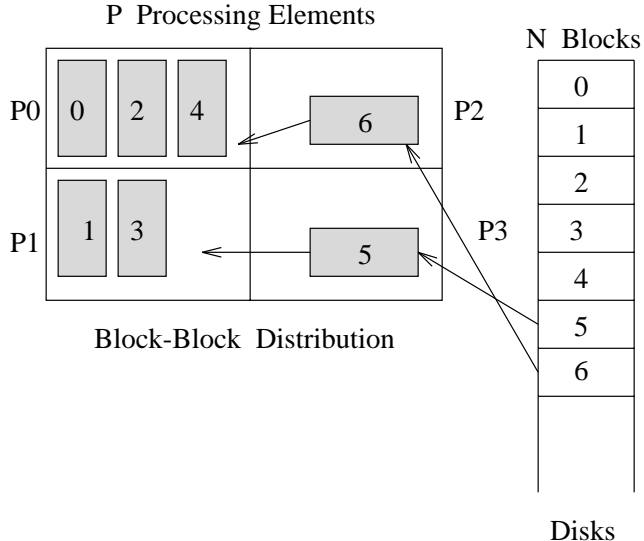 P Processing Elements
N Blocks
P0
0
2
4
6
P2
0
1
2
3
4
5
6
P1
1
3
5
P3
Block-Block Distribution
Disks